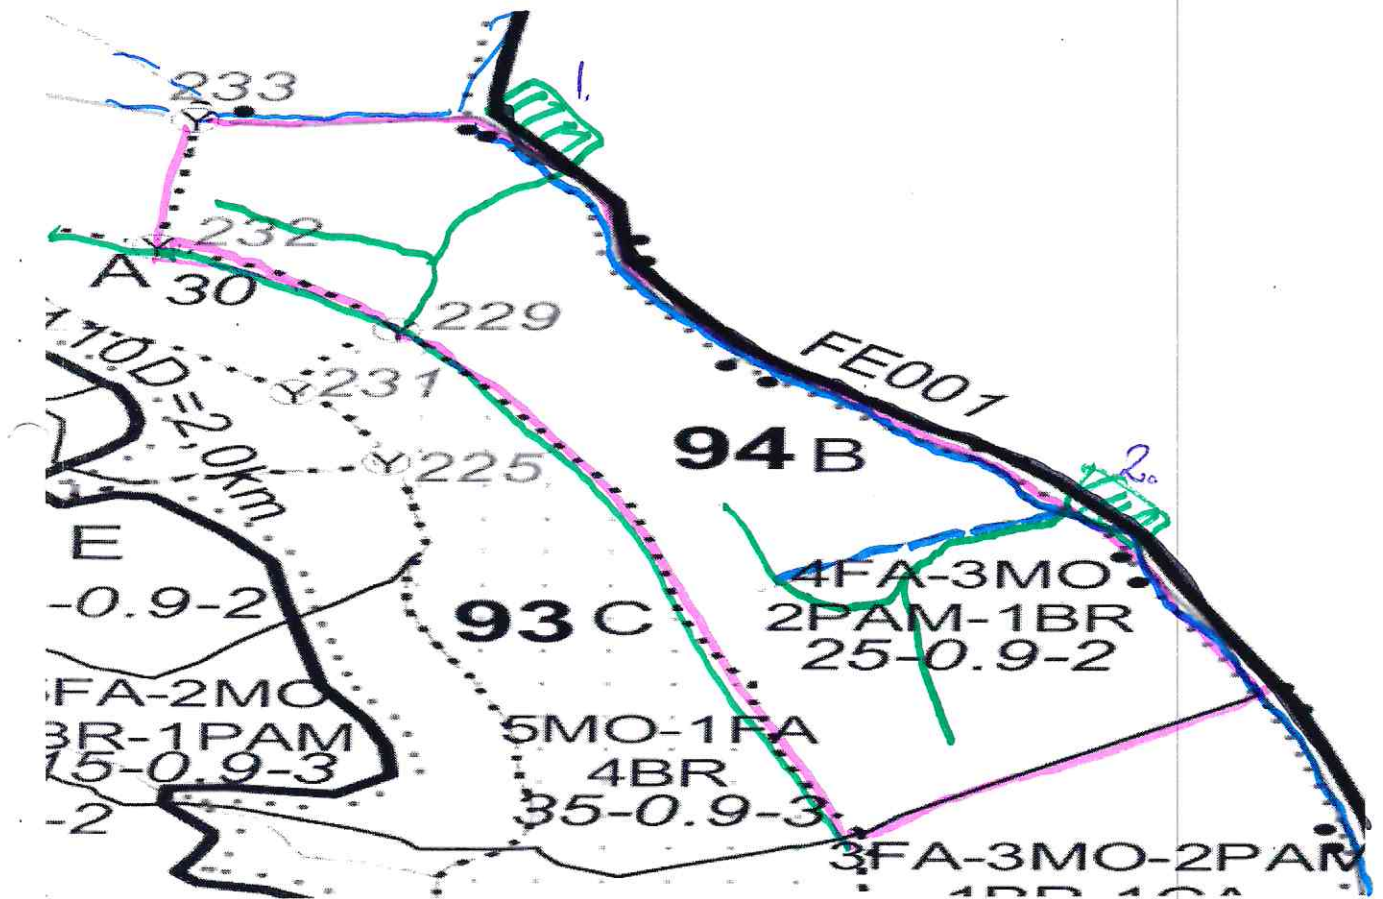 1.
233
232
A 30
229
110D=2,0km
231
FE001
225
94 B
2.
E
4FA-3MO
2PAM-1BR
25-0.9-2
-0.9-2
93 C
FA-2MO
BR-1PAM
15-0.9-3
5MO-1FA
4BR
35-0.9-3
-2
3FA-3MO-2PAM